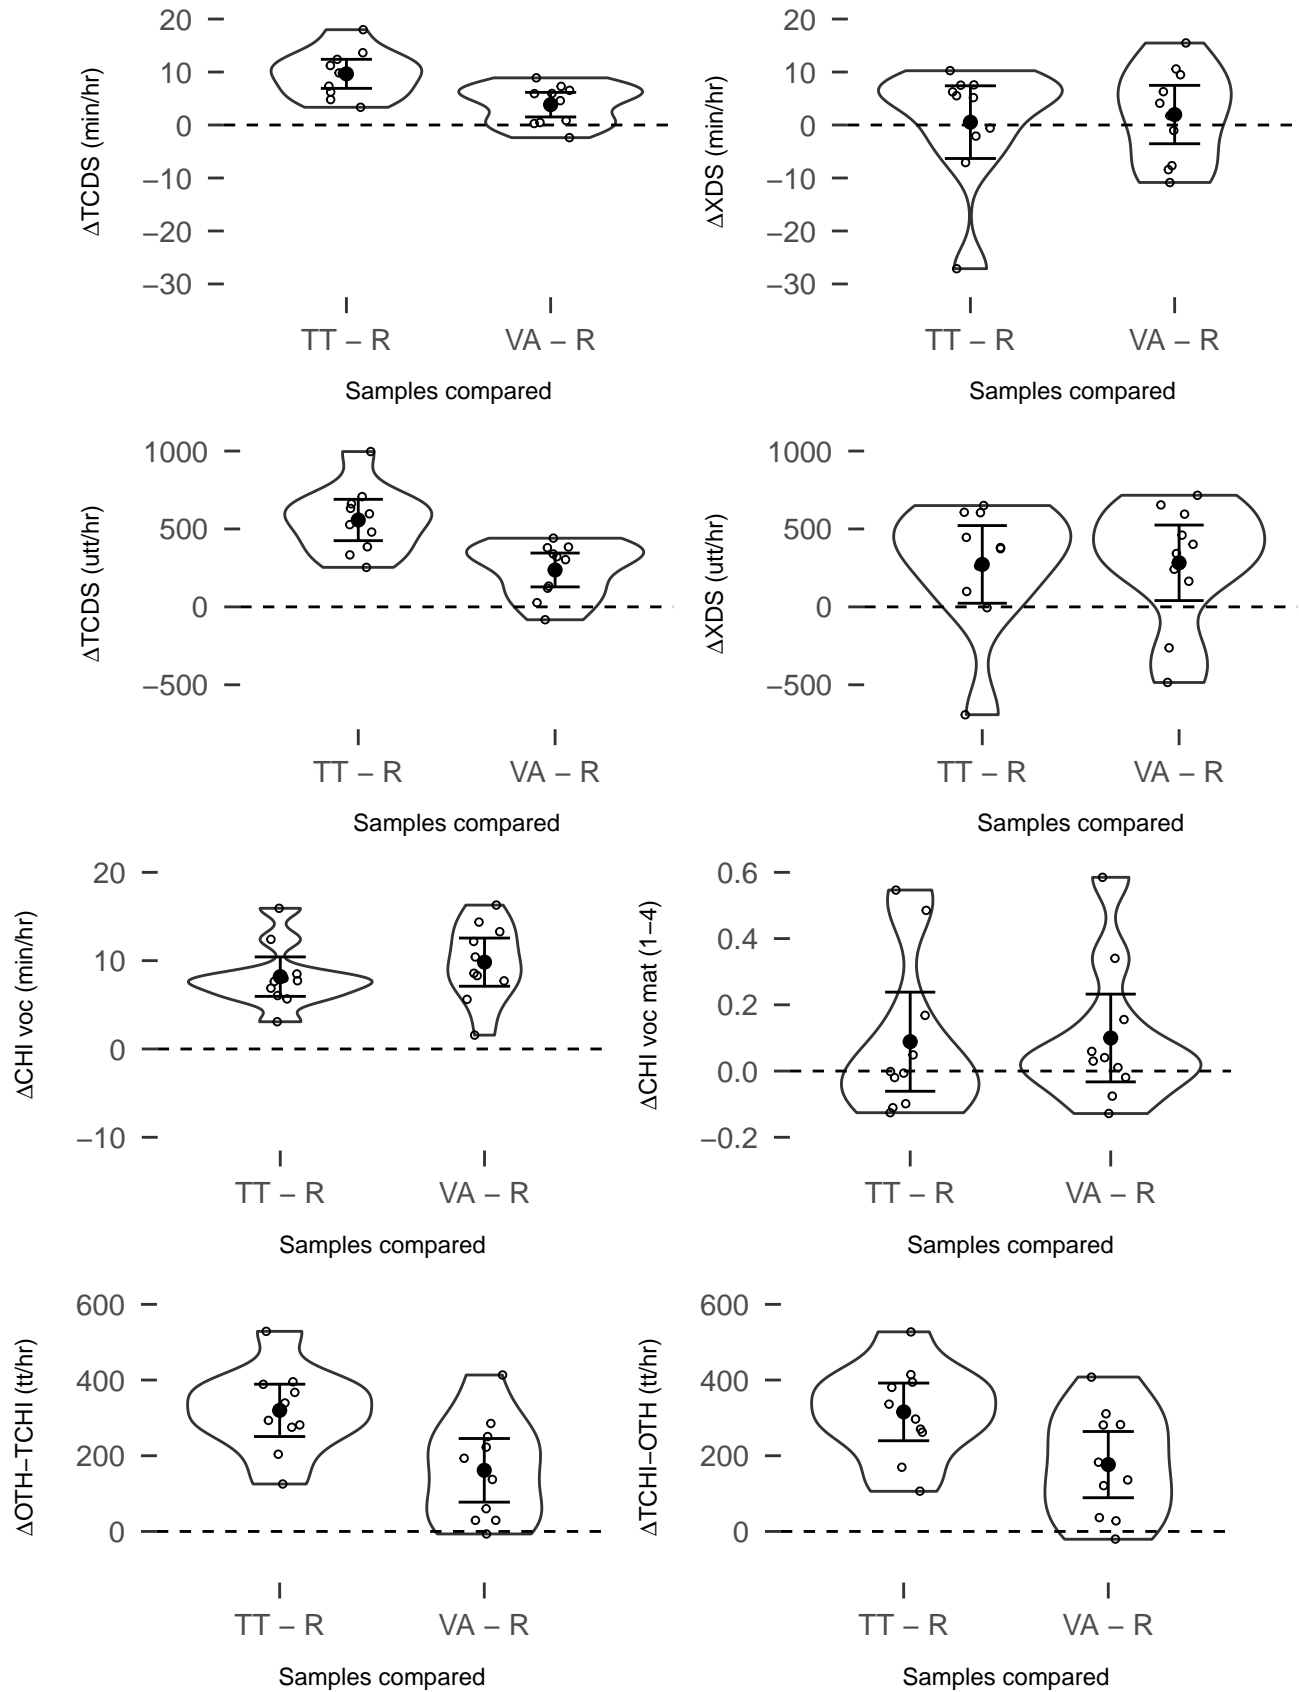 ΔTCDS (min/hr)
20
10
0
−10
−20
−30
TT − R
VA − R
Samples compared
ΔXDS (min/hr)
20
10
0
−10
−20
−30
TT − R
VA − R
Samples compared
ΔTCDS (utt/hr)
1000
500
0
−500
TT − R
VA − R
Samples compared
ΔXDS (utt/hr)
1000
500
0
−500
TT − R
VA − R
Samples compared
ΔCHI voc (min/hr)
20
10
0
−10
TT − R
VA − R
Samples compared
ΔCHI voc mat (1−4)
0.6
0.4
0.2
0.0
−0.2
TT − R
VA − R
Samples compared
ΔOTH−TCHI (tt/hr)
600
400
200
0
TT − R
VA − R
Samples compared
ΔTCHI−OTH (tt/hr)
600
400
200
0
TT − R
VA − R
Samples compared